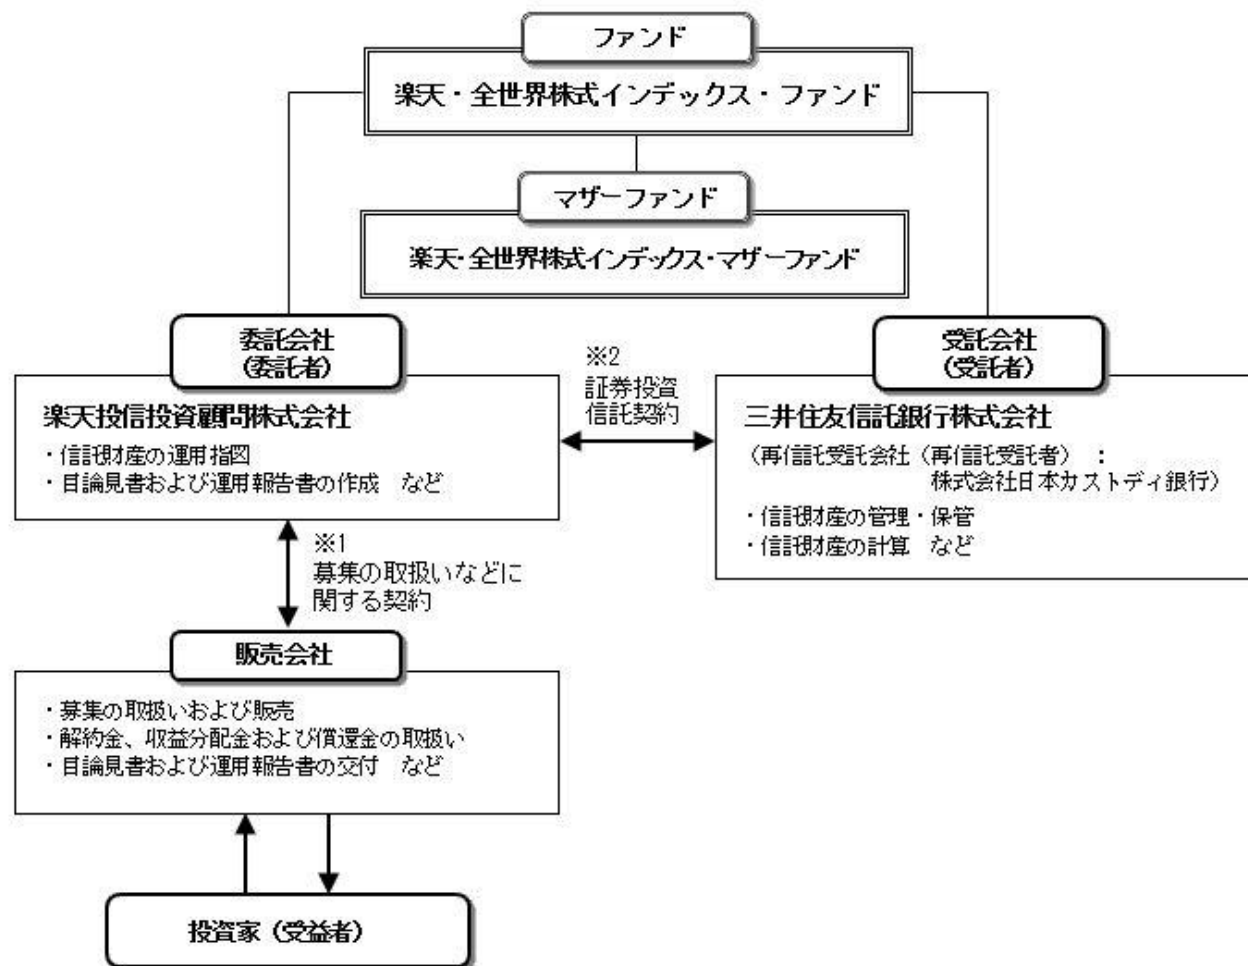 ファンド
楽天・全世界株式インデックス・ファンド
マザーファンド
楽天・全世界株式インデックス・マザーファンド
委託会社
（委託者）
楽天投信投資顧問株式会社
・信託財産の運用指図
・目論見書および運用報告書の作成　など
※2
証券投資
信託契約
受託会社
（受託者）
三井住友信託銀行株式会社
（再信託受託会社（再信託受託者）　：
株式会社日本カストディ銀行）
・信託財産の管理・保管
・信託財産の計算　など
※1
募集の取扱いなどに
関する契約
販売会社
・募集の取扱いおよび販売
・解約金、収益分配金および償還金の取扱い
・目論見書および運用報告書の交付　など
投資家（受益者）